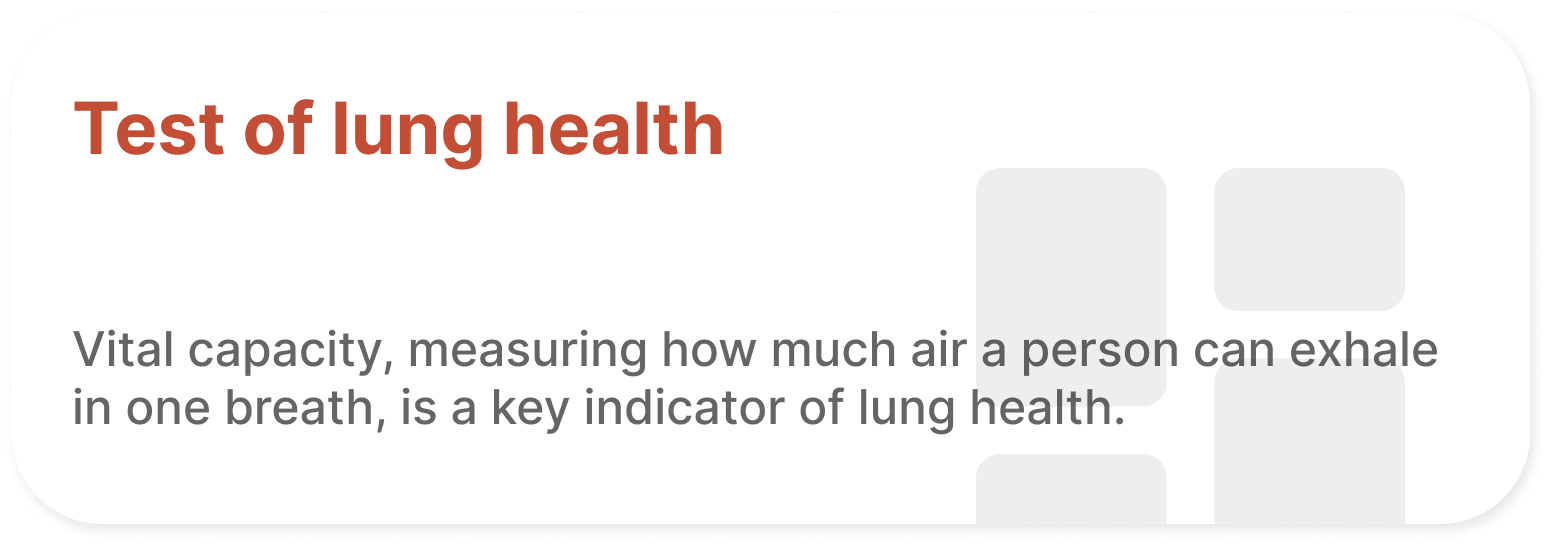 Test of lung health
Vital capacity, measuring how much air a person can exhale
in one breath, is a key indicator of lung health.